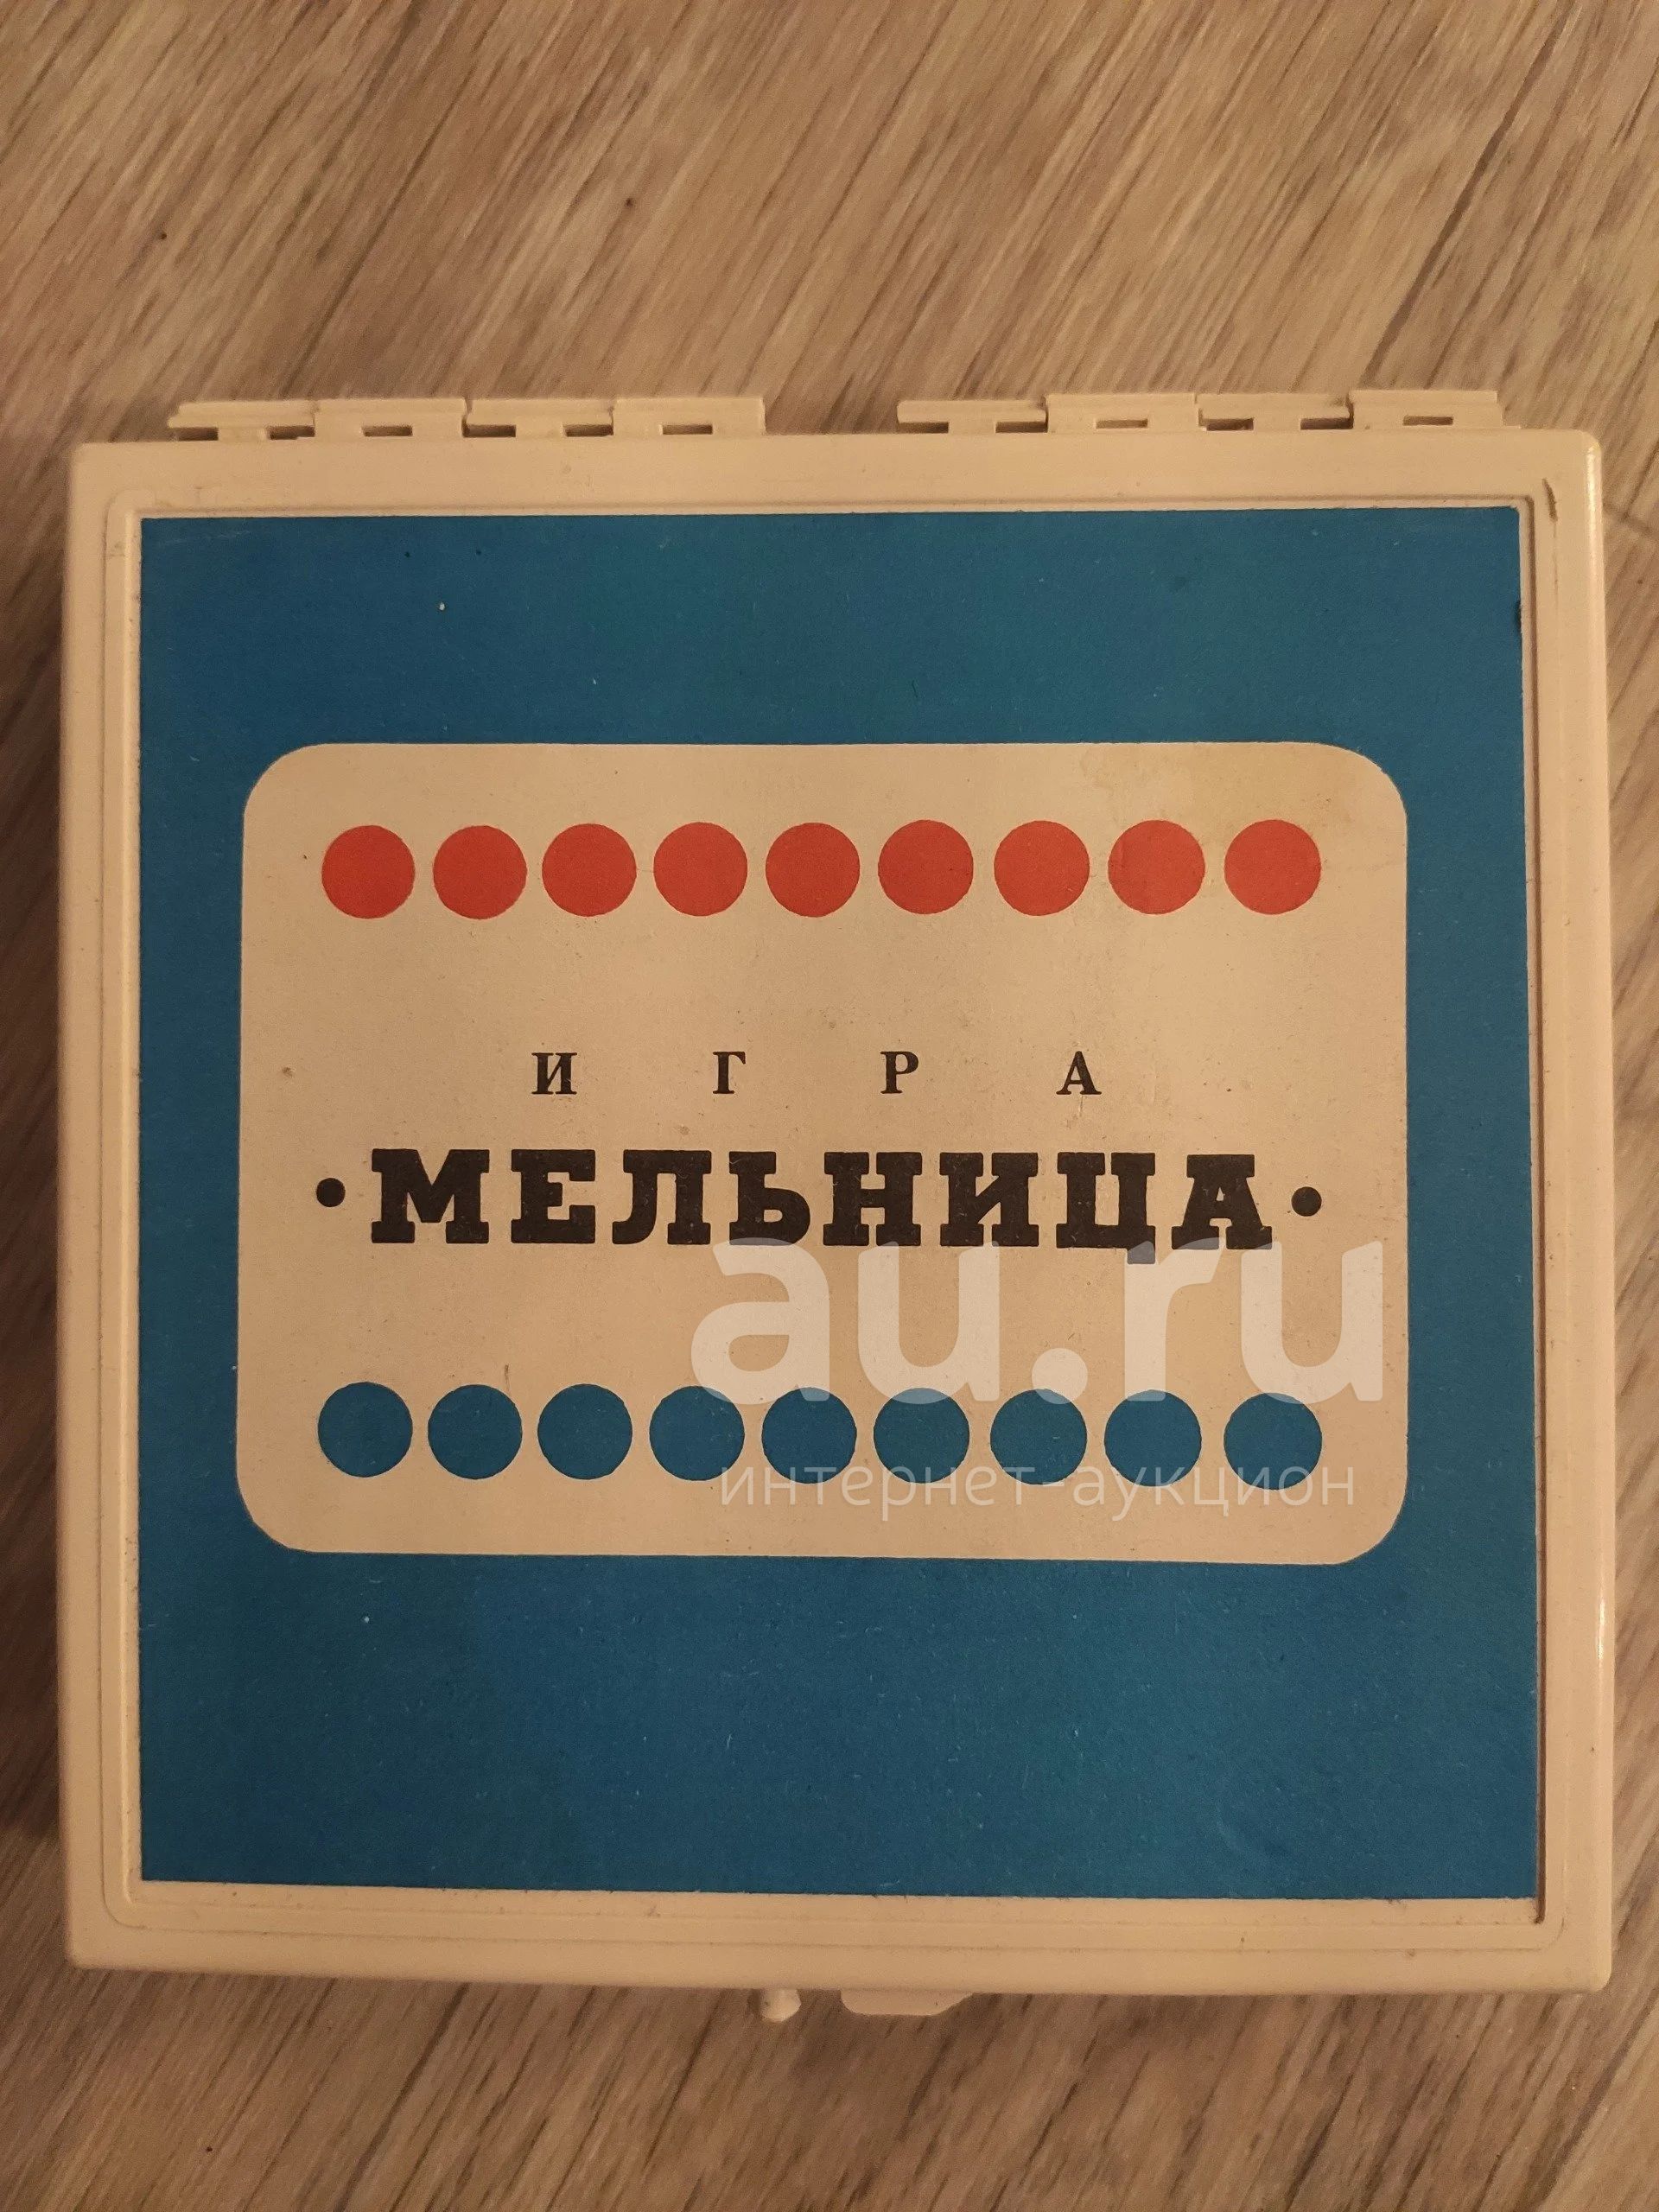 ИГРА
•МЕЛЬНИЦА•
au.ru
интернет-аукцион